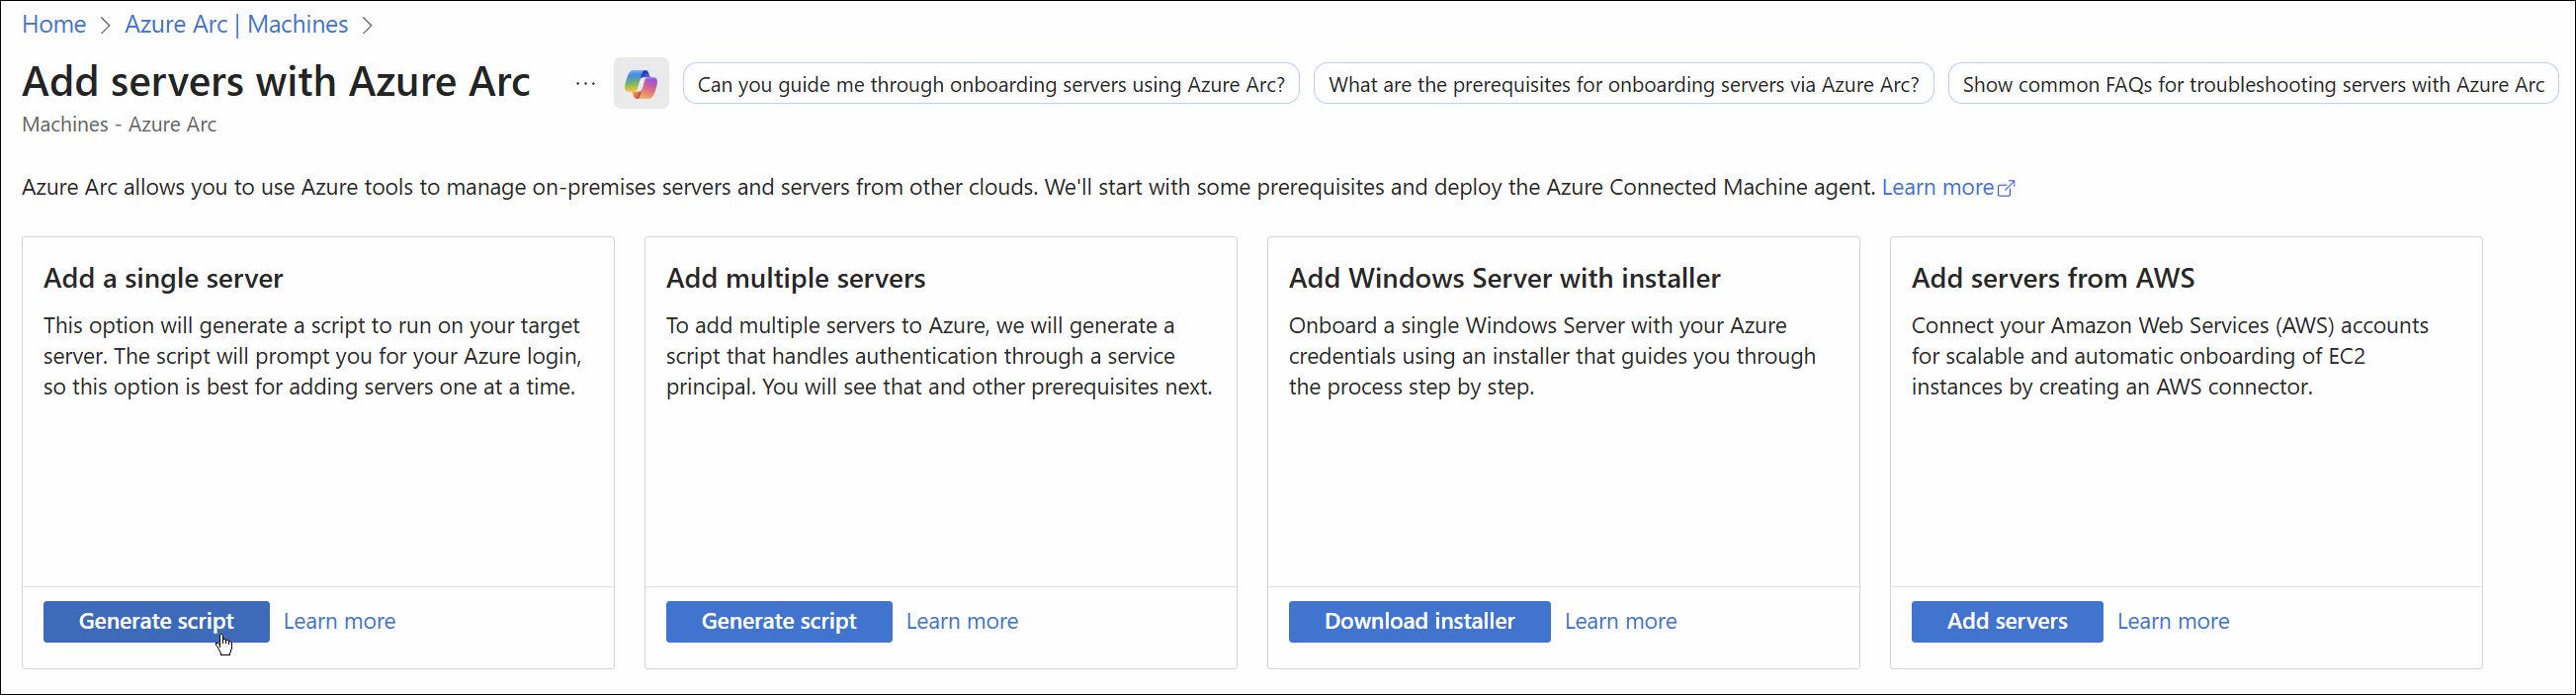 Home > Azure Arc | Machines >
Add servers with Azure Arc ...
Can you guide me through onboarding servers using Azure Arc?
What are the prerequisites for onboarding servers via Azure Arc?
Show common FAQs for troubleshooting servers with Azure Arc
Machines - Azure Arc
Azure Arc allows you to use Azure tools to manage on-premises servers and servers from other clouds. We'll start with some prerequisites and deploy the Azure Connected Machine agent. Learn more
Add a single server
This option will generate a script to run on your target
server. The script will prompt you for your Azure login,
so this option is best for adding servers one at a time.
Generate script Learn more
Add multiple servers
To add multiple servers to Azure, we will generate a
script that handles authentication through a service
principal. You will see that and other prerequisites next.
Generate script Learn more
Add Windows Server with installer
Onboard a single Windows Server with your Azure
credentials using an installer that guides you through
the process step by step.
Download installer Learn more
Add servers from AWS
Connect your Amazon Web Services (AWS) accounts
for scalable and automatic onboarding of EC2
instances by creating an AWS connector.
Add servers Learn more